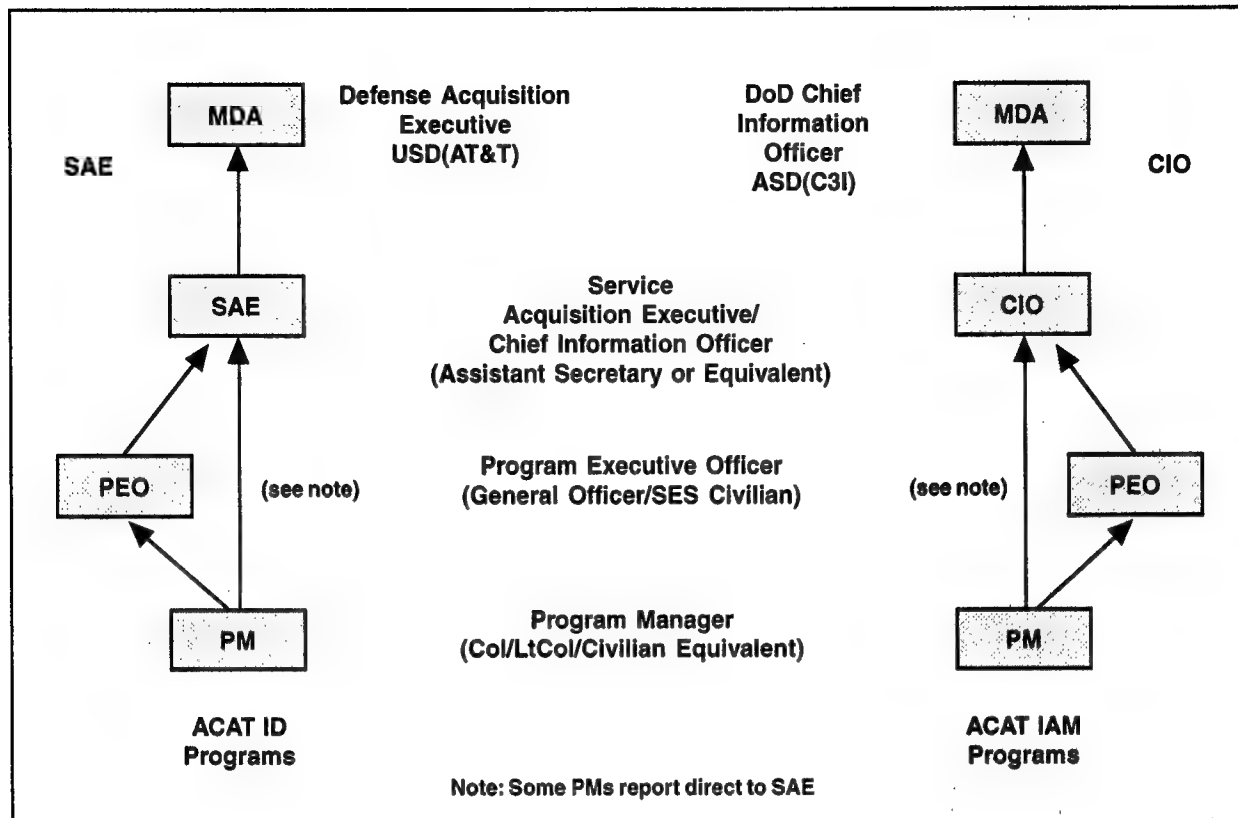 MDA
Defense Acquisition
Executive
USD(AT&T)
DoD Chief
Information
Officer
ASD(C3I)
MDA
SAE
CIO
SAE
Service
Acquisition Executive/
Chief Information Officer
(Assistant Secretary or Equivalent)
CIO
PEO
(see note)
Program Executive Officer
(General Officer/SES Civilian)
(see note)
PEO
PM
Program Manager
(Col/LtCol/Civilian Equivalent)
PM
ACAT ID
Programs
ACAT IAM
Programs
Note: Some PMs report direct to SAE